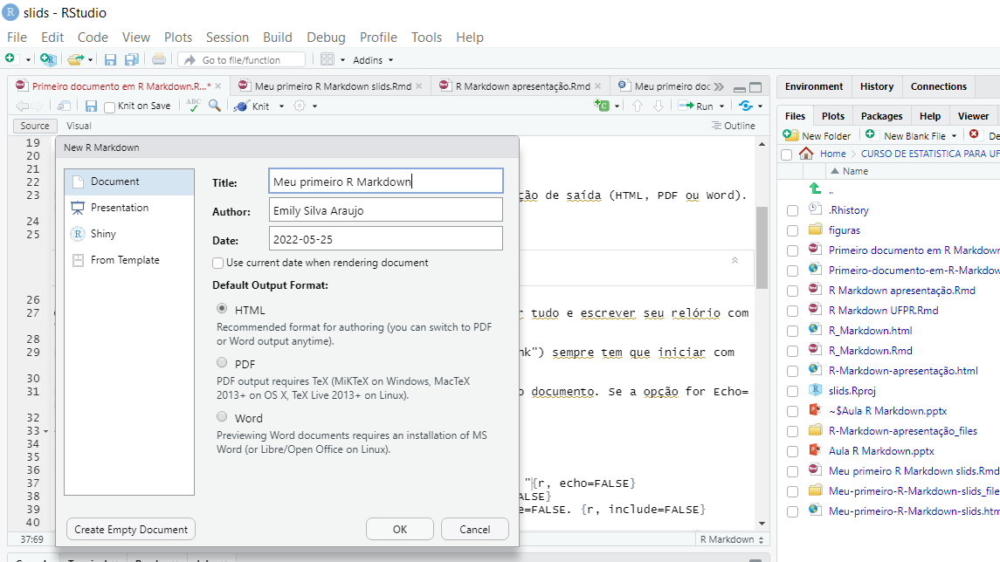 slids - RStudio
File Edit Code View Plots Session Build Debug Profile Tools Help
Go to file/function Addins
Primeiro documento em R Markdown.R...* Meu primeiro R Markdown slids.Rmd R Markdown apresentação.Rmd Meu primeiro doc
Knit on Save ABC Knit Run
Source Visual Outline
19
20
21
22
23
24
25
26
27
28
29
30
31
32
33
34
35
36
37
38
39
40
ção de saída (HTML, PDF ou Word).
r tudo e escrever seu relório com
nk") sempre tem que iniciar com
o documento. Se a opção for Echo=
"{r, echo=FALSE}
ALSE}
e=FALSE. {r, include=FALSE}
37:69 R Markdown
New R Markdown
Document
Presentation
Shiny
From Template
Title: Meu primeiro R Markdown
Author: Emily Silva Araujo
Date: 2022-05-25
Use current date when rendering document
Default Output Format:
HTML
Recommended format for authoring (you can switch to PDF
or Word output anytime).
PDF
PDF output requires TeX (MiKTeX on Windows, MacTeX
2013+ on OS X, TeX Live 2013+ on Linux).
Word
Previewing Word documents requires an installation of MS
Word (or Libre/Open Office on Linux).
Create Empty Document OK Cancel
Environment History Connections
Files Plots Packages Help Viewer
New Folder New Blank File De
Home CURSO DE ESTATISTICA PARA UF
Name
..
.Rhistory
figuras
Primeiro documento em R Markdown
Primeiro-documento-em-R-Markdow
R Markdown apresentação.Rmd
R Markdown UFPR.Rmd
R_Markdown.html
R_Markdown.Rmd
R-Markdown-apresentação.html
slids.Rproj
~$Aula R Markdown.pptx
R-Markdown-apresentação_files
Aula R Markdown.pptx
Meu primeiro R Markdown slids.Rmd
Meu-primeiro-R-Markdown-slids_file
Meu-primeiro-R-Markdown-slids.htm